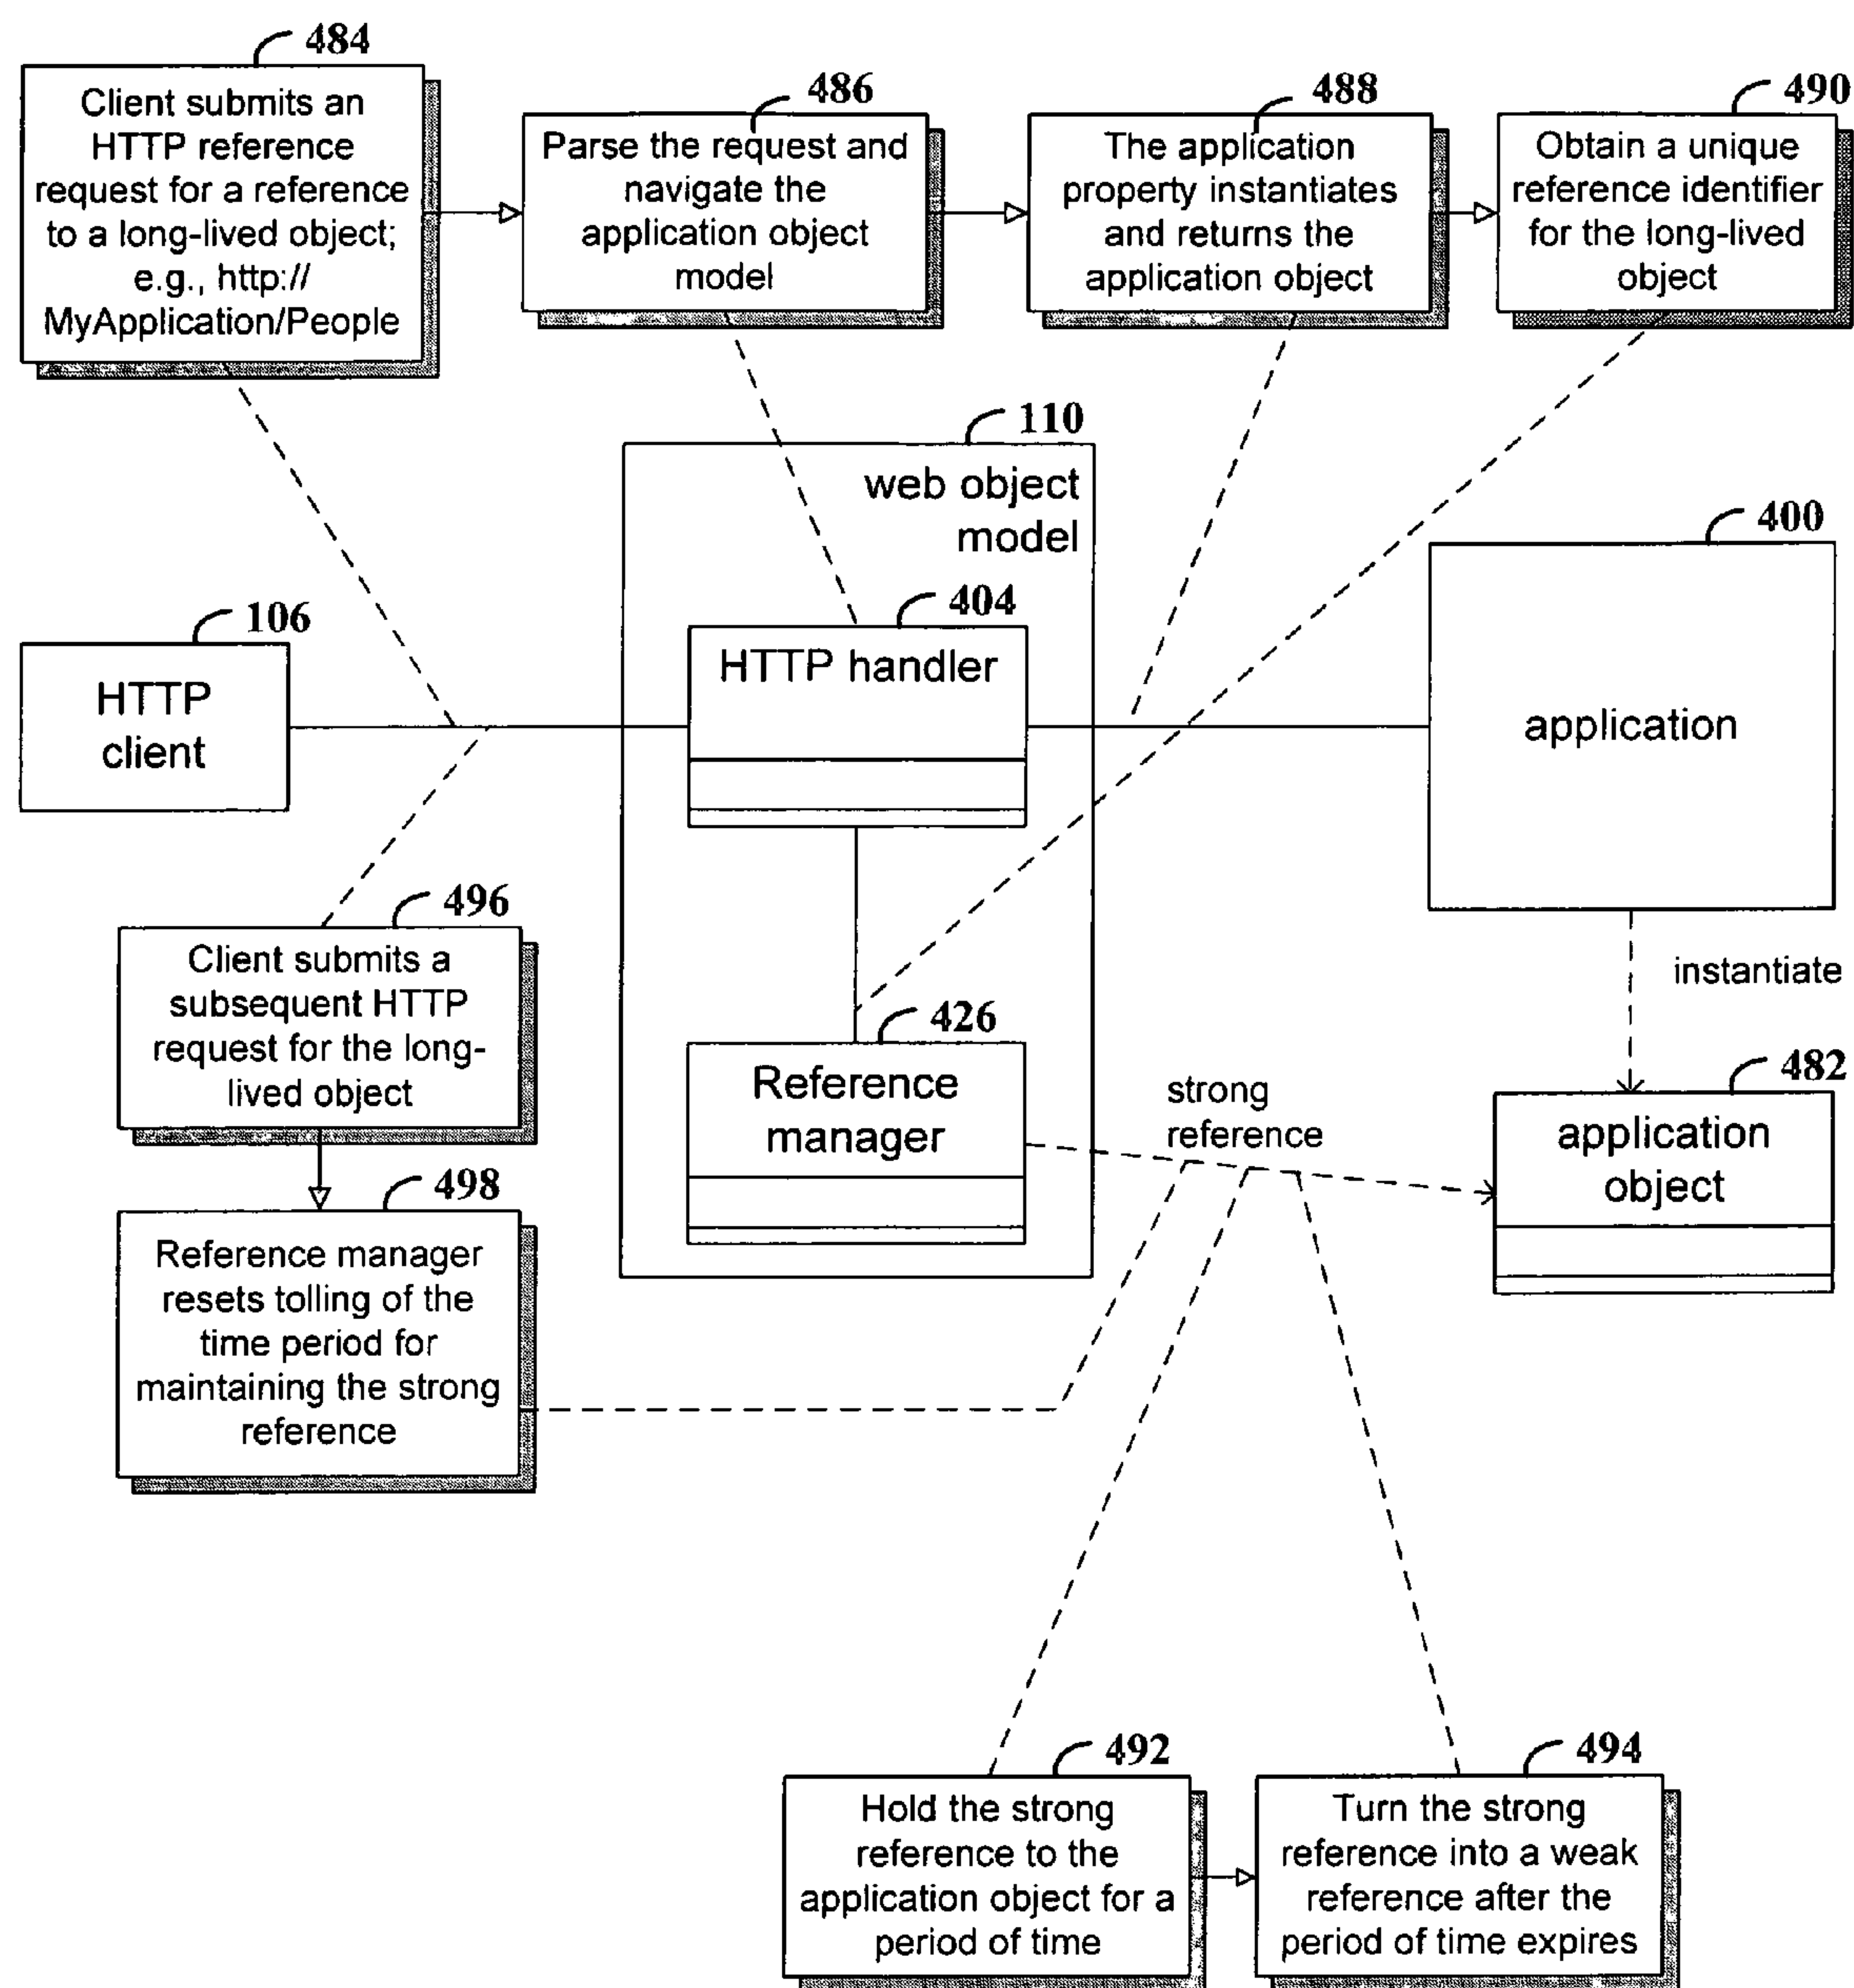 484
Client submits an
HTTP reference
request for a reference
to a long-lived object;
e.g., http://
MyApplication/People
486
Parse the request and
navigate the
application object
model
488
The application
property instantiates
and returns the
application object
490
Obtain a unique
reference identifier
for the long-lived
object
110
web object
model
400
application
106
HTTP
client
404
HTTP handler
496
Client submits a
subsequent HTTP
request for the long-
lived object
426
Reference
manager
strong
reference
instantiate
482
application
object
498
Reference manager
resets tolling of the
time period for
maintaining the strong
reference
492
Hold the strong
reference to the
application object for a
period of time
494
Turn the strong
reference into a weak
reference after the
period of time expires